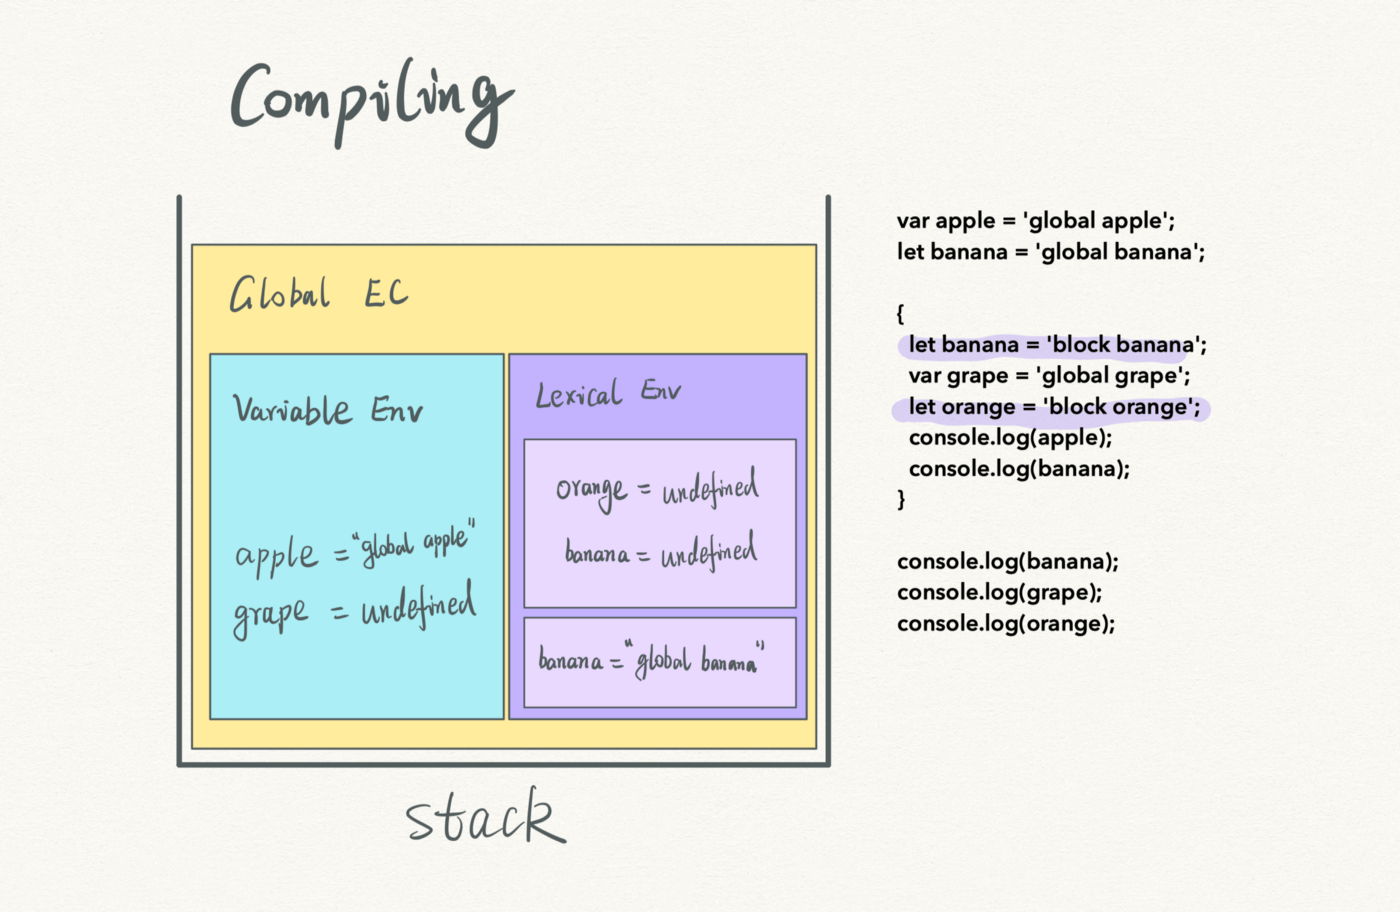 Compiling
Global EC
Variable Env
apple = "global apple"
grape = undefined
Lexical Env
orange = undefined
banana = undefined
banana = "global banana"
stack
var apple = 'global apple';
let banana = 'global banana';
{
let banana = 'block banana';
var grape = 'global grape';
let orange = 'block orange';
console.log(apple);
console.log(banana);
}
console.log(banana);
console.log(grape);
console.log(orange);